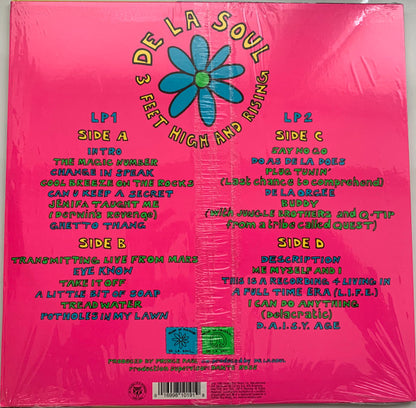 DE LA SOUL
3 FEET HIGH AND RISING
LP1
SIDE A
INTRO
THE MAGIC NUMBER
CHANGE IN SPEAK
COOL BREEZE ON THE ROCKS
CAN U KEEP A SECRET
JENIFA TAUGHT ME
(Derwin's Revenge)
GHETTO THANG
SIDE B
TRANSMITTING LIVE FROM MARS
EYE KNOW
TAKE IT OFF
A LITTLE BIT OF SOAP
TREAD WATER
POTHOLES IN MY LAWN
LP2
SIDE C
SAY NO GO
DO AS DE LA DOES
PLUG TUNIN'
(Last chance to comprehend)
DE LA ORGEE
BUDDY
(With JUNGLE BROTHERS and Q-TIP
from a tribe called QUEST)
SIDE D
DESCRIPTION
ME MYSELF AND I
THIS IS A RECORDING 4 LIVING IN
A FULL TIME ERA (L.I.F.E.)
I CAN DO ANYTHING
(Delacratic)
D.A.I.S.Y. AGE
PRODUCED BY PRINCE PAUL